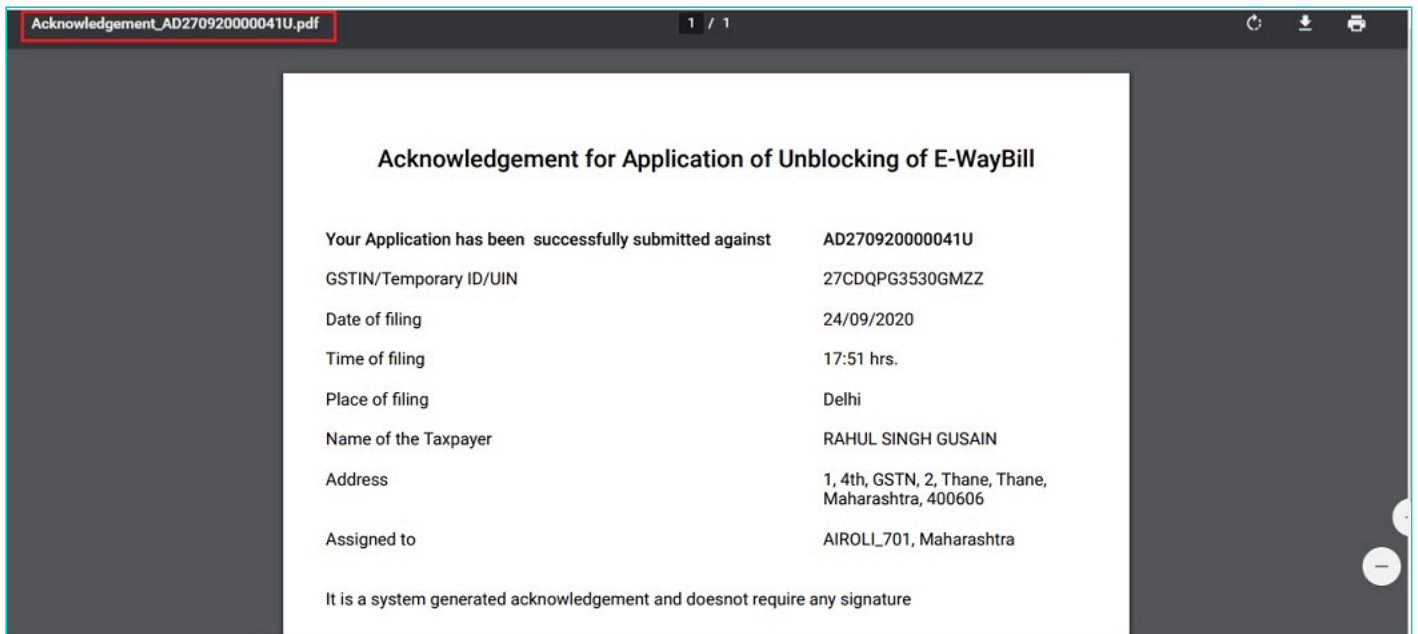 Acknowledgement_AD270920000041U.pdf 1 / 1
Acknowledgement for Application of Unblocking of E-WayBill
Your Application has been successfully submitted against AD270920000041U
GSTIN/Temporary ID/UIN 27CDQPG3530GMZZ
Date of filing 24/09/2020
Time of filing 17:51 hrs.
Place of filing Delhi
Name of the Taxpayer RAHUL SINGH GUSAIN
Address 1, 4th, GSTN, 2, Thane, Thane,
Maharashtra, 400606
Assigned to AIROLI_701, Maharashtra
It is a system generated acknowledgement and doesnot require any signature